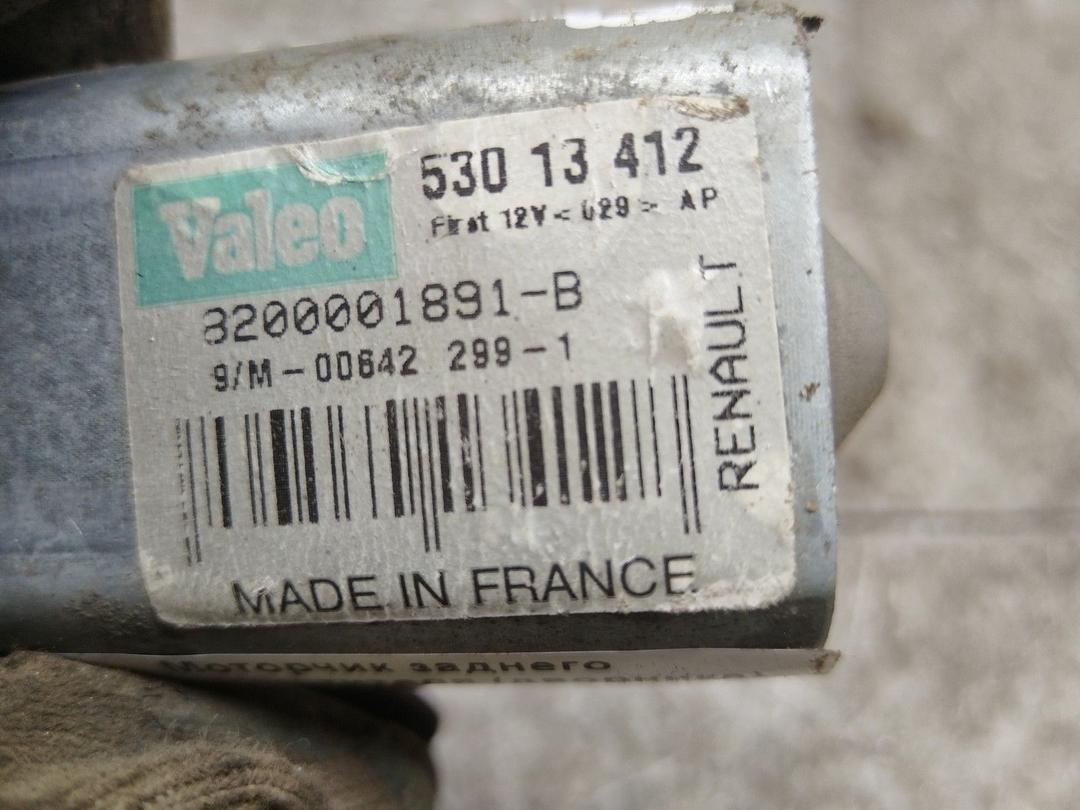 Valeo
530 13 412
First 12V < 029 > AP
8200001891-B
9/M-00642 299-1
RENAULT
MADE IN FRANCE
Моторчик заднего